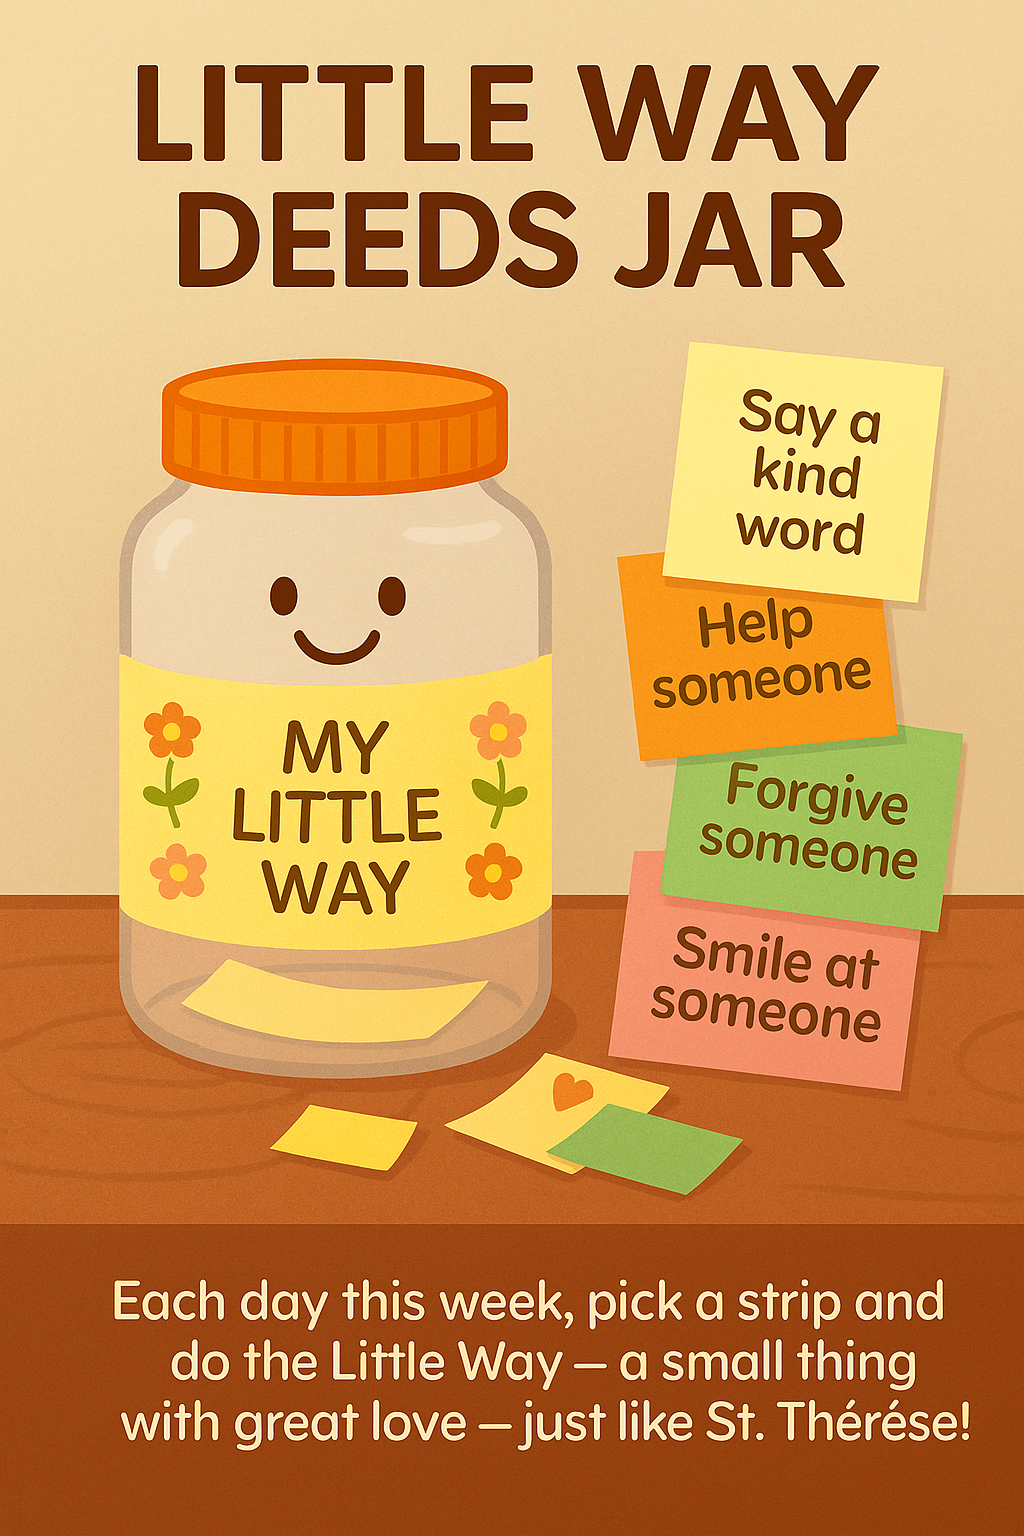 LITTLE WAY
DEEDS JAR
MY
LITTLE
WAY
Say a
kind
word
Help
someone
Forgive
someone
Smile at
someone
Each day this week, pick a strip and
do the Little Way – a small thing
with great love – just like St. Thérése!